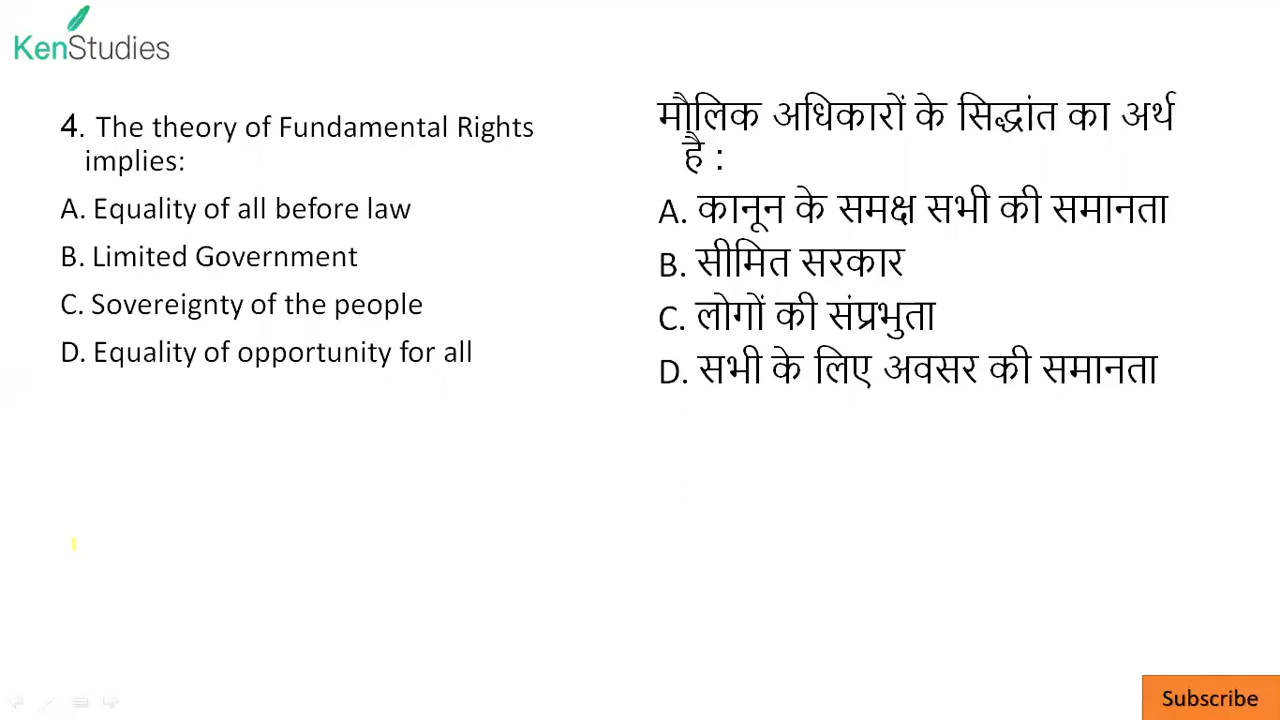 KenStudies
4. The theory of Fundamental Rights
implies:
A. Equality of all before law
B. Limited Government
C. Sovereignty of the people
D. Equality of opportunity for all
मौलिक अधिकारों के सिद्धांत का अर्थ
है :
A. कानून के समक्ष सभी की समानता
B. सीमित सरकार
C. लोगों की संप्रभुता
D. सभी के लिए अवसर की समानता
Subscribe